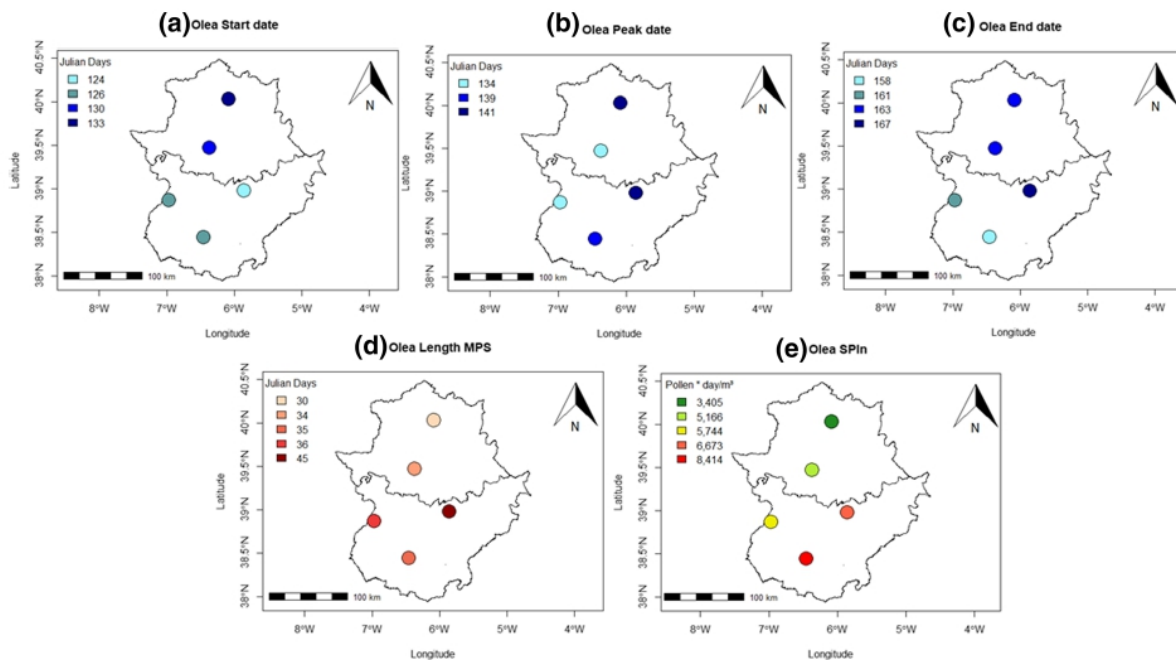 (a) Olea Start date
Julian Days
124
126
130
133
N
100 km
40.5°N
40°N
39.5°N
39°N
38.5°N
38°N
Latitude
8°W 7°W 6°W 5°W 4°W
Longitude
(b) Olea Peak date
Julian Days
134
139
141
N
100 km
40.5°N
40°N
39.5°N
39°N
38.5°N
38°N
Latitude
8°W 7°W 6°W 5°W 4°W
Longitude
(c) Olea End date
Julian Days
158
161
163
167
N
100 km
40.5°N
40°N
39.5°N
39°N
38.5°N
38°N
Latitude
8°W 7°W 6°W 5°W 4°W
Longitude
(d) Olea Length MPS
Julian Days
30
34
35
36
45
N
100 km
40.5°N
40°N
39.5°N
39°N
38.5°N
38°N
Latitude
8°W 7°W 6°W 5°W 4°W
Longitude
(e) Olea SPIn
Pollen * day/m³
3,405
5,166
5,744
6,673
8,414
N
100 km
40.5°N
40°N
39.5°N
39°N
38.5°N
38°N
Latitude
8°W 7°W 6°W 5°W 4°W
Longitude